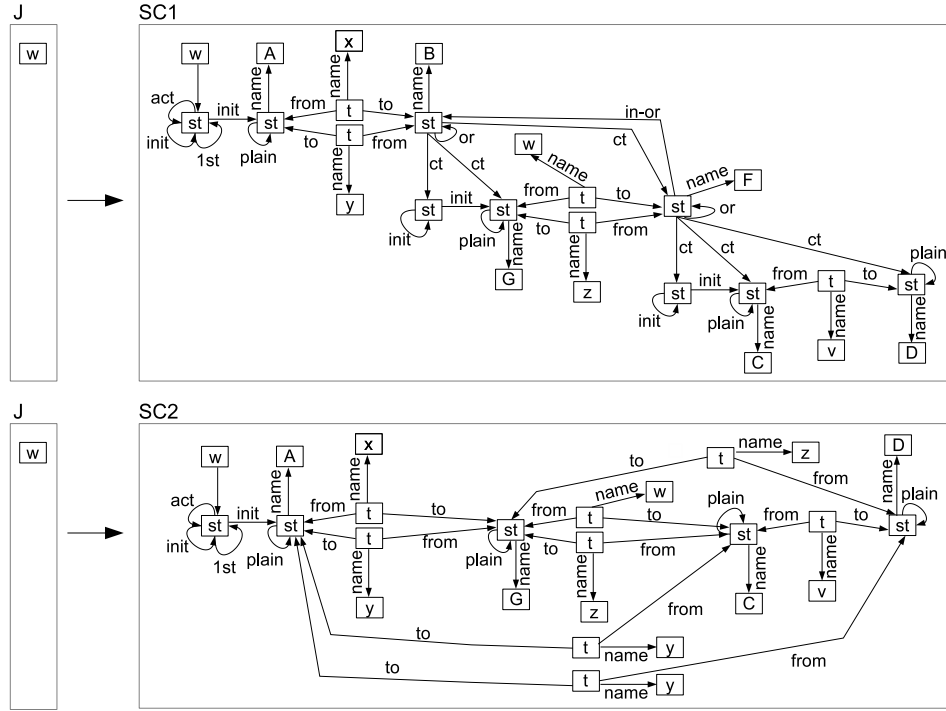 J SC1
w w A x B
act init name from name to name in-or
st st t st
init 1st plain to t from or ct
name w name
y ct ct
from to name F
st init st t st or
init plain to t from
name name ct ct ct
G z plain
st init st from t to st
init plain name name name
C v D
J SC2
w w A x D
name name t name z name
to from
w
act name name plain plain
init from to from to from to
st st t st t st t st
init 1st plain to t from plain to t from name name
name name name
y G z C v
to from
t name y
to from
t name y